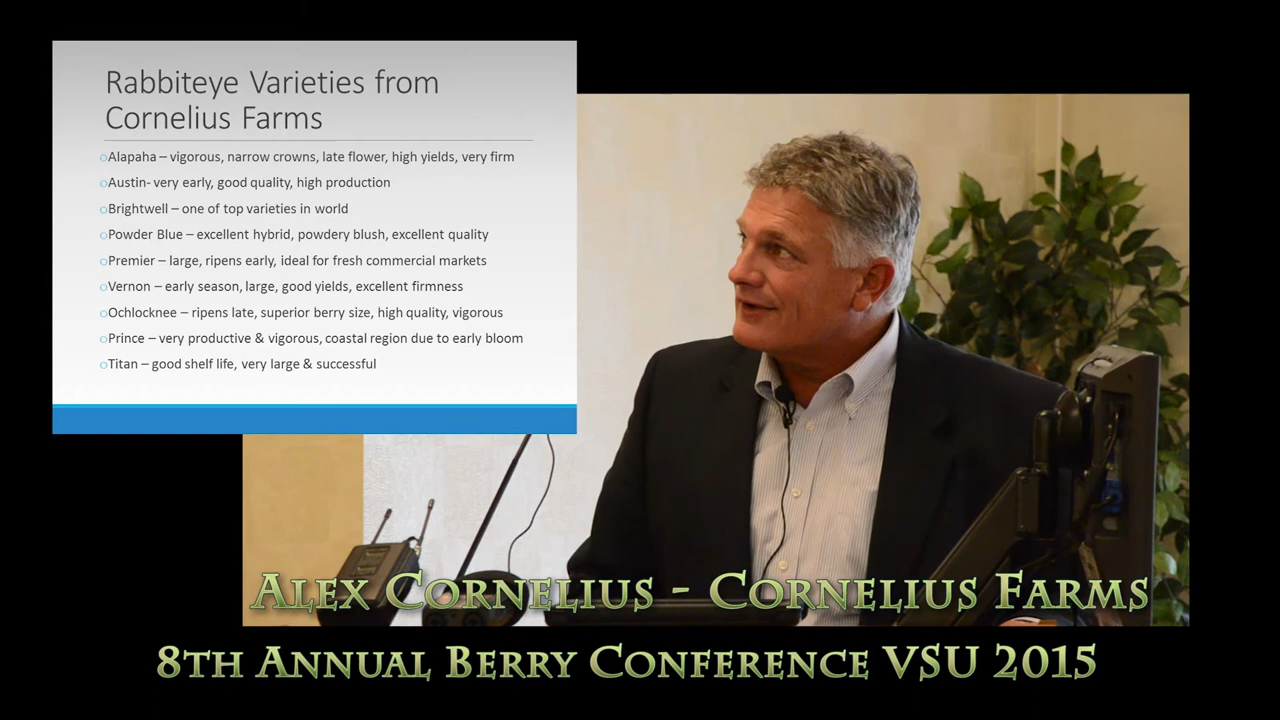 Rabbiteye Varieties from
Cornelius Farms
Alapaha – vigorous, narrow crowns, late flower, high yields, very firm
Austin- very early, good quality, high production
Brightwell – one of top varieties in world
Powder Blue – excellent hybrid, powdery blush, excellent quality
Premier – large, ripens early, ideal for fresh commercial markets
Vernon – early season, large, good yields, excellent firmness
Ochlocknee – ripens late, superior berry size, high quality, vigorous
Prince – very productive & vigorous, coastal region due to early bloom
Titan – good shelf life, very large & successful
Alex Cornelius - Cornelius Farms
8th Annual Berry Conference VSU 2015